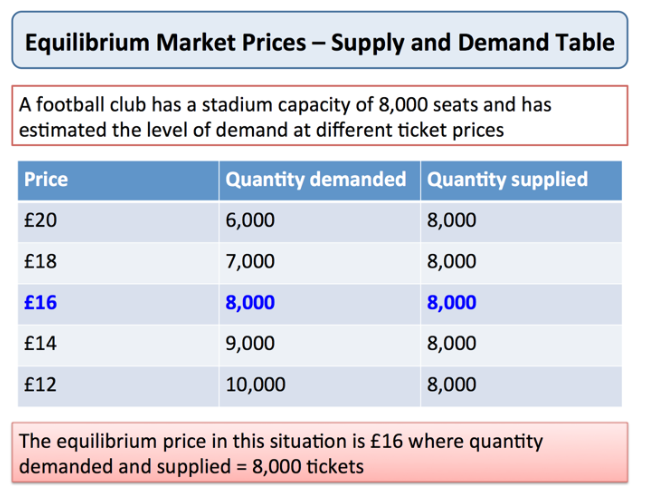 Equilibrium Market Prices – Supply and Demand Table
A football club has a stadium capacity of 8,000 seats and has
estimated the level of demand at different ticket prices
Price Quantity demanded Quantity supplied
£20 6,000 8,000
£18 7,000 8,000
£16 8,000 8,000
£14 9,000 8,000
£12 10,000 8,000
The equilibrium price in this situation is £16 where quantity
demanded and supplied = 8,000 tickets